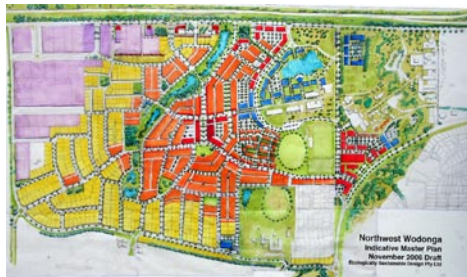 Northwest Wodonga
Indicative Master Plan
November 2006 Draft
Ecologically Sustainable Design Pty Ltd